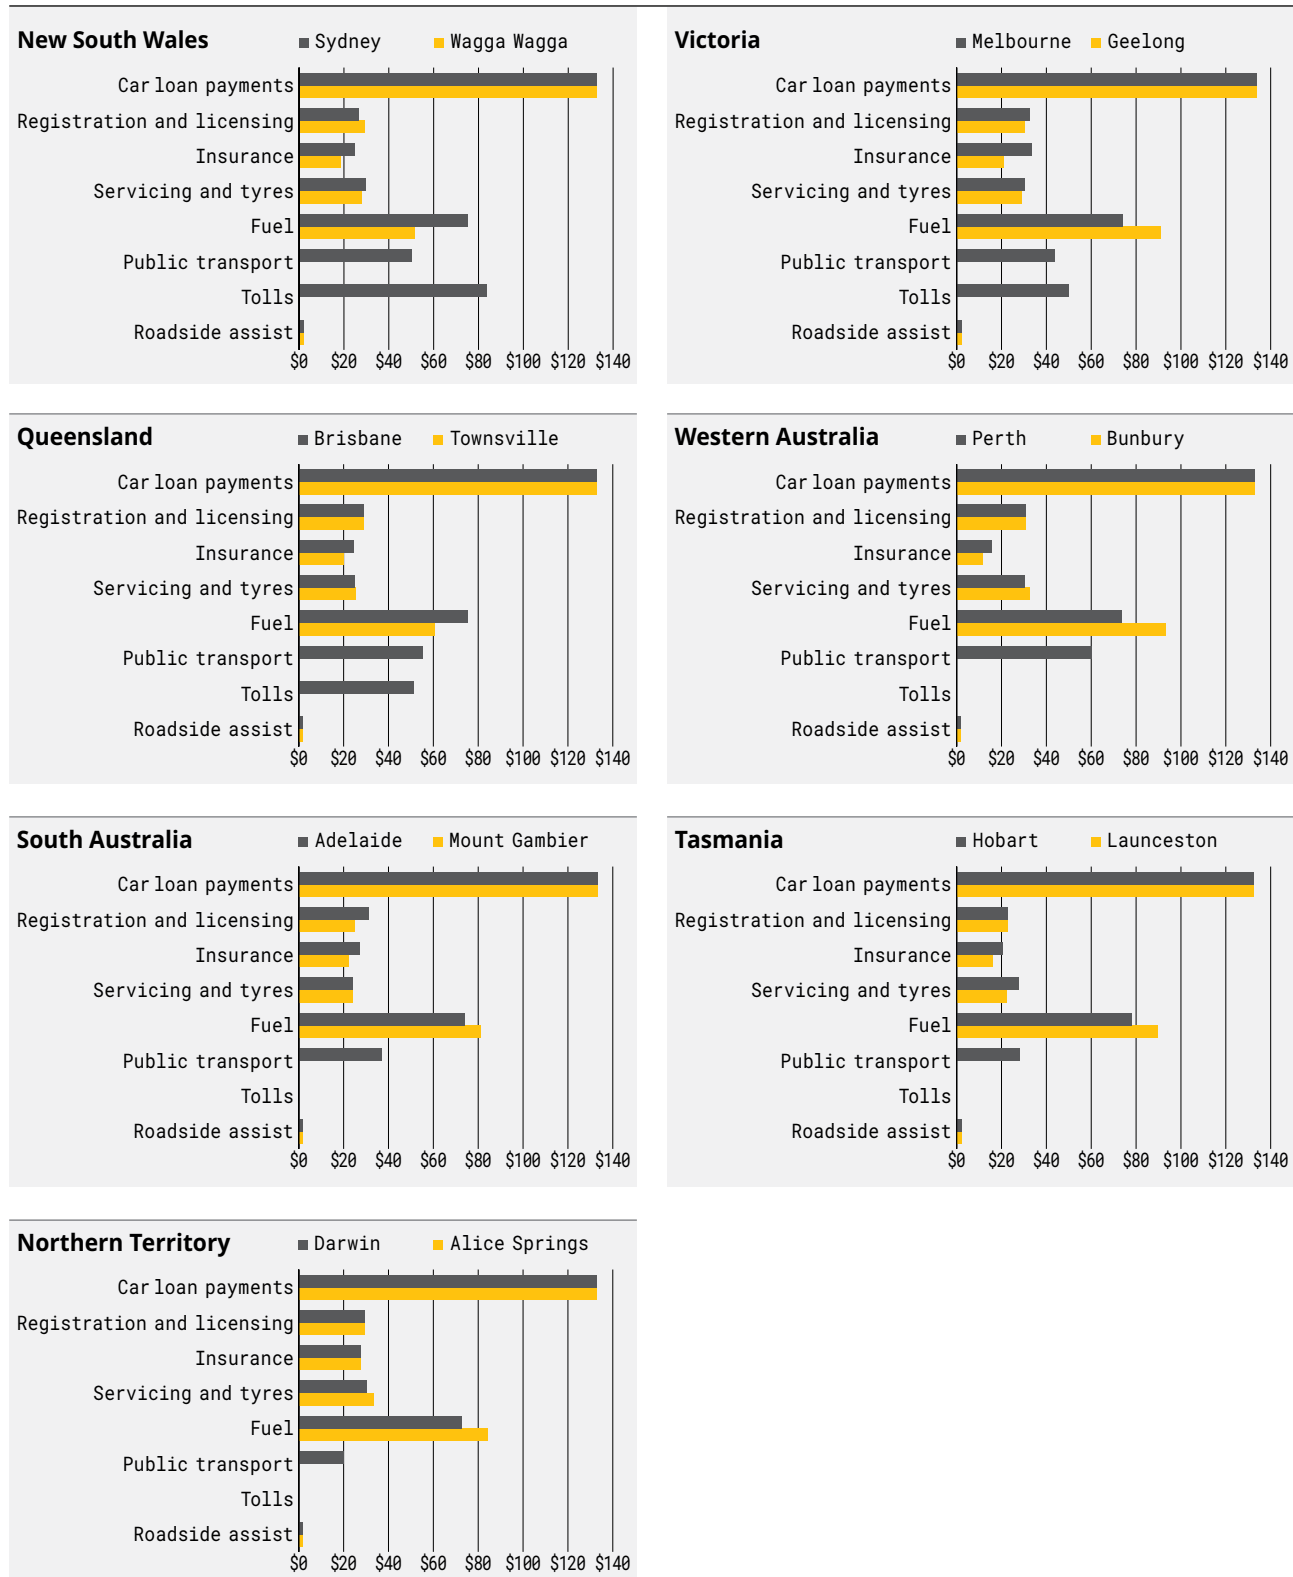 New South Wales Sydney Wagga Wagga
Car loan payments
Registration and licensing
Insurance
Servicing and tyres
Fuel
Public transport
Tolls
Roadside assist
$0 $20 $40 $60 $80 $100 $120 $140
Victoria Melbourne Geelong
Car loan payments
Registration and licensing
Insurance
Servicing and tyres
Fuel
Public transport
Tolls
Roadside assist
$0 $20 $40 $60 $80 $100 $120 $140
Queensland Brisbane Townsville
Car loan payments
Registration and licensing
Insurance
Servicing and tyres
Fuel
Public transport
Tolls
Roadside assist
$0 $20 $40 $60 $80 $100 $120 $140
Western Australia Perth Bunbury
Car loan payments
Registration and licensing
Insurance
Servicing and tyres
Fuel
Public transport
Tolls
Roadside assist
$0 $20 $40 $60 $80 $100 $120 $140
South Australia Adelaide Mount Gambier
Car loan payments
Registration and licensing
Insurance
Servicing and tyres
Fuel
Public transport
Tolls
Roadside assist
$0 $20 $40 $60 $80 $100 $120 $140
Tasmania Hobart Launceston
Car loan payments
Registration and licensing
Insurance
Servicing and tyres
Fuel
Public transport
Tolls
Roadside assist
$0 $20 $40 $60 $80 $100 $120 $140
Northern Territory Darwin Alice Springs
Car loan payments
Registration and licensing
Insurance
Servicing and tyres
Fuel
Public transport
Tolls
Roadside assist
$0 $20 $40 $60 $80 $100 $120 $140